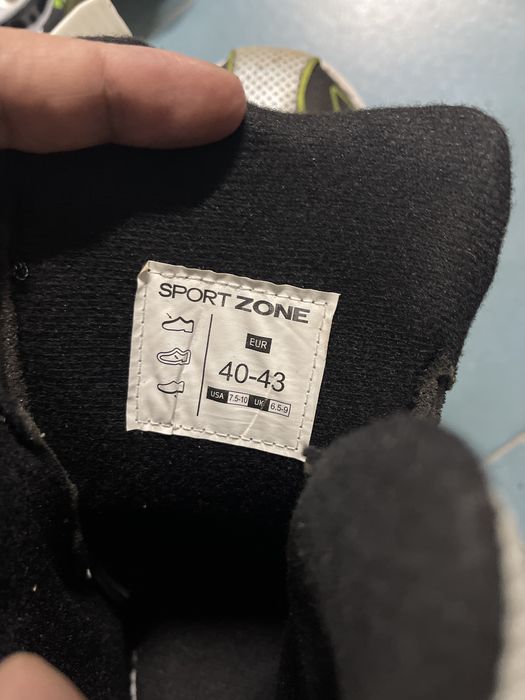 SPORT ZONE
EUR
40-43
USA 7.5-10 UK 6.5-9